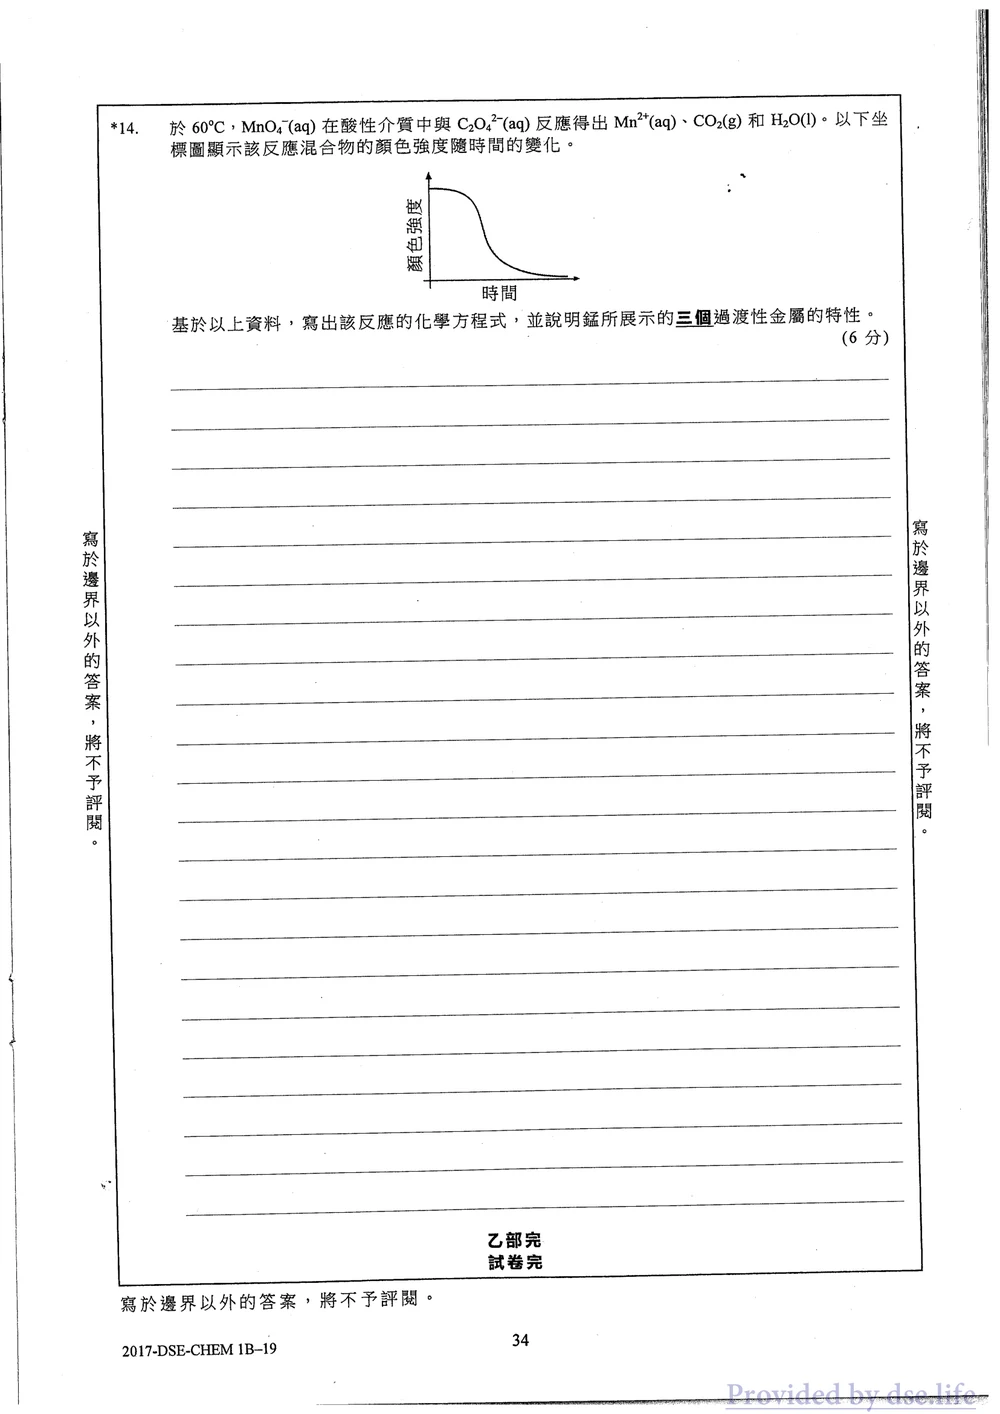 *14. 於 60°C,MnO₄⁻(aq) 在酸性介質中與 C₂O₄²⁻(aq) 反應得出 Mn²⁺(aq)、CO₂(g) 和 H₂O(l)。以下坐
標圖顯示該反應混合物的顏色強度隨時間的變化。
顏色強度
時間
基於以上資料,寫出該反應的化學方程式,並說明錳所展示的三個過渡性金屬的特性。
(6 分)
寫於邊界以外的答案,將不予評閱。
寫於邊界以外的答案,將不予評閱。
乙部完
試卷完
寫於邊界以外的答案,將不予評閱。
2017-DSE-CHEM 1B–19
34
Provided by dse.life